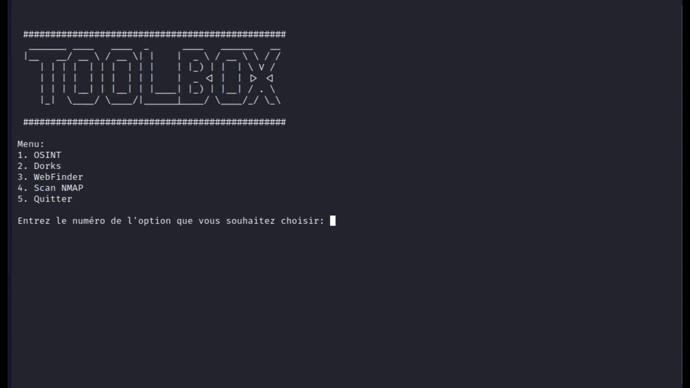 ################################################
TOOLBOX
################################################
Menu:
1. OSINT
2. Dorks
3. WebFinder
4. Scan NMAP
5. Quitter
Entrez le numéro de l'option que vous souhaitez choisir: